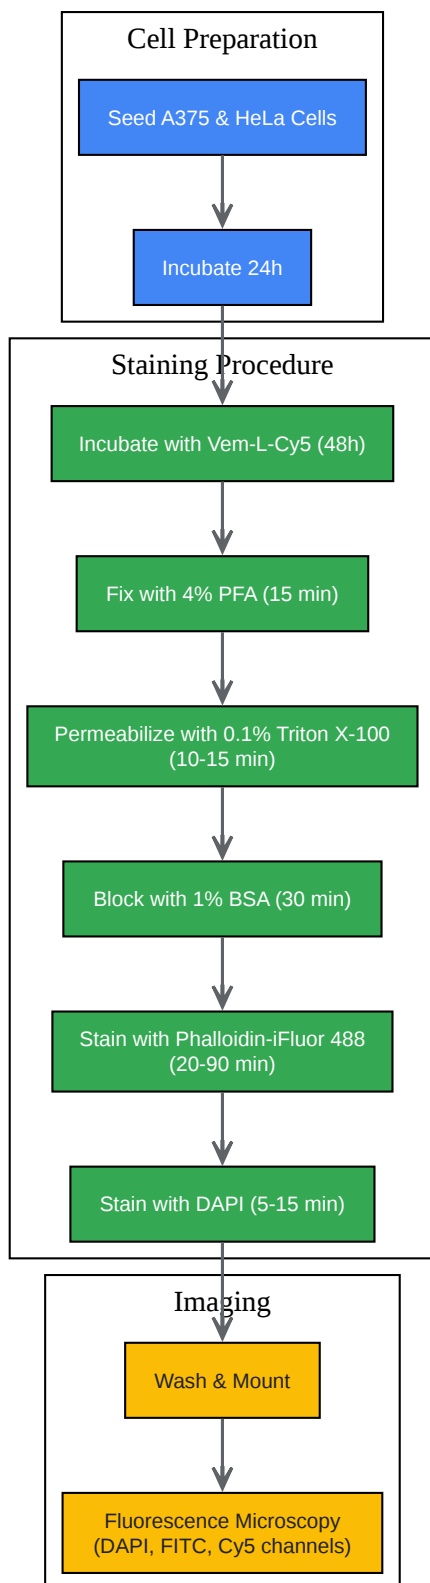 Cell Preparation
Seed A375 & HeLa Cells
Incubate 24h
Staining Procedure
Incubate with Vem-L-Cy5 (48h)
Fix with 4% PFA (15 min)
Permeabilize with 0.1% Triton X-100
(10-15 min)
Block with 1% BSA (30 min)
Stain with Phalloidin-iFluor 488
(20-90 min)
Stain with DAPI (5-15 min)
Imaging
Wash & Mount
Fluorescence Microscopy
(DAPI, FITC, Cy5 channels)